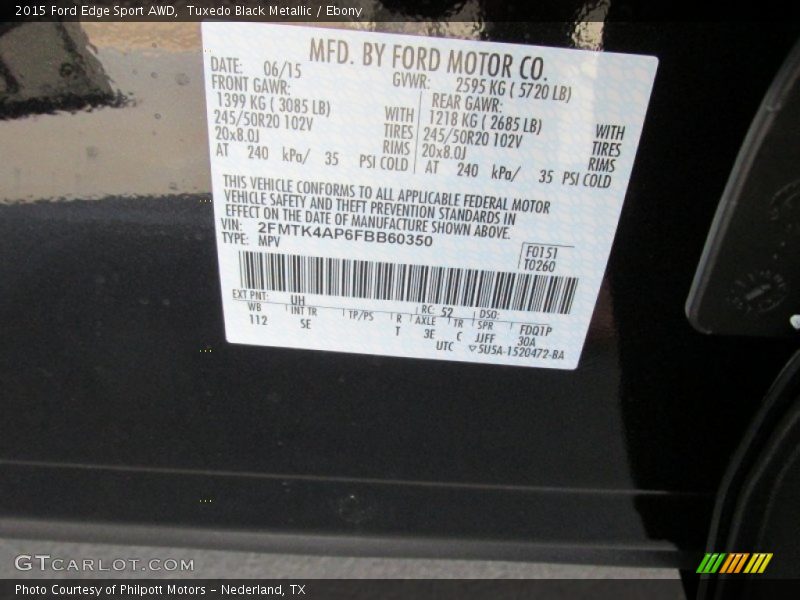 2015 Ford Edge Sport AWD, Tuxedo Black Metallic / Ebony
MFD. BY FORD MOTOR CO.
DATE: 06/15 GVWR: 2595 KG ( 5720 LB)
FRONT GAWR: REAR GAWR:
1399 KG ( 3085 LB) WITH 1218 KG ( 2685 LB) WITH
245/50R20 102V TIRES 245/50R20 102V TIRES
20x8.0J RIMS 20x8.0J RIMS
AT 240 kPa/ 35 PSI COLD AT 240 kPa/ 35 PSI COLD
THIS VEHICLE CONFORMS TO ALL APPLICABLE FEDERAL MOTOR
VEHICLE SAFETY AND THEFT PREVENTION STANDARDS IN
EFFECT ON THE DATE OF MANUFACTURE SHOWN ABOVE.
VIN: 2FMTK4AP6FBB60350
TYPE: MPV
F0151
T0260
EXT PNT: UH RC: 52 DSO:
WB INT TR TP/PS R AXLE TR SPR FDQ1P
112 SE T 3E C JJFF 30A
UTC ▽5U5A-1520472-BA
GTCARLOT.COM
Photo Courtesy of Philpott Motors – Nederland, TX